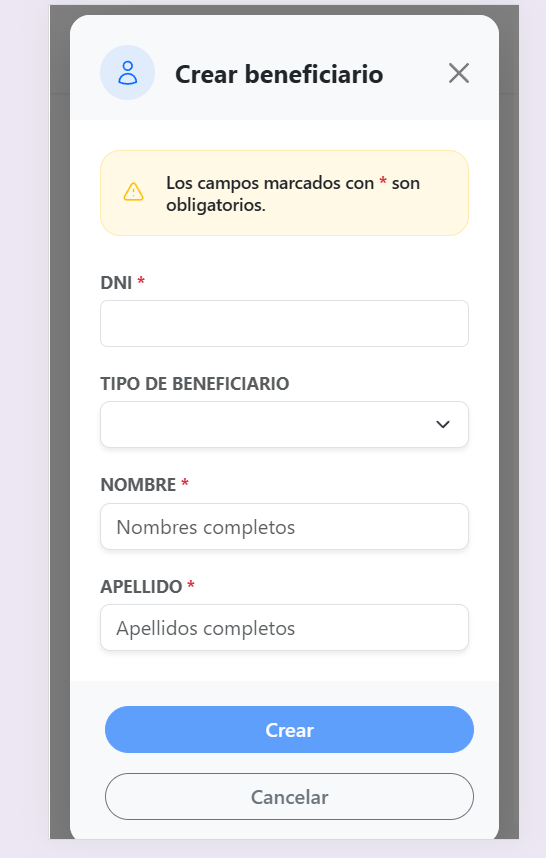 Crear beneficiario
Los campos marcados con * son
obligatorios.
DNI *
TIPO DE BENEFICIARIO
NOMBRE *
Nombres completos
APELLIDO *
Apellidos completos
Crear
Cancelar